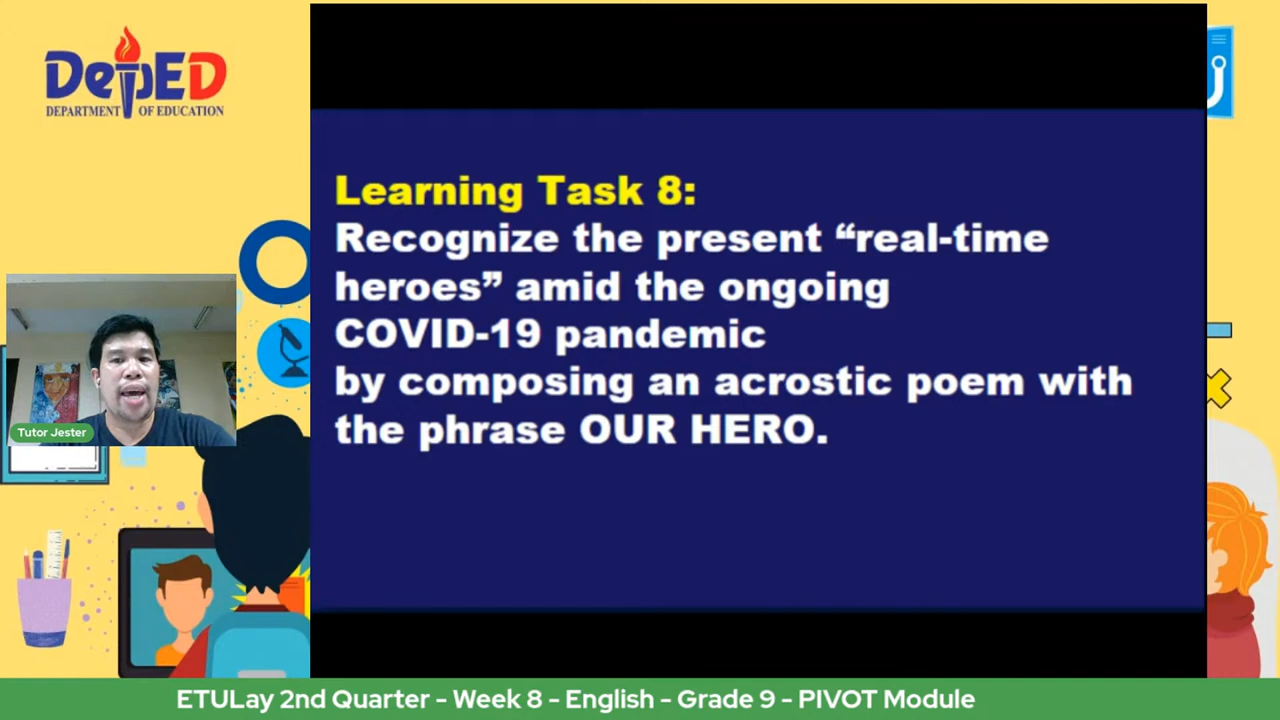 DepED
DEPARTMENT OF EDUCATION
Learning Task 8:
Recognize the present “real-time
heroes” amid the ongoing
COVID-19 pandemic
by composing an acrostic poem with
the phrase OUR HERO.
Tutor Jester
ETULay 2nd Quarter - Week 8 - English - Grade 9 - PIVOT Module